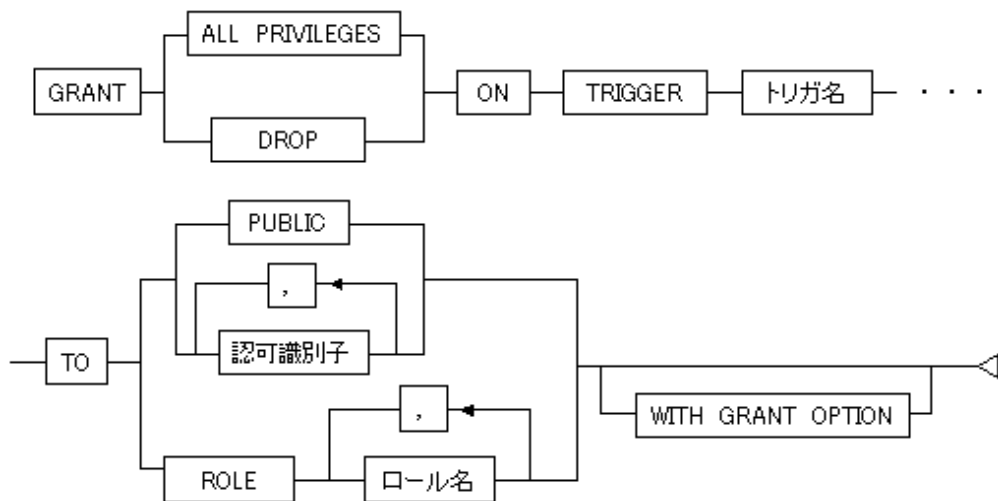 ALL PRIVILEGES
GRANT ON TRIGGER トリガ名 ・・・
DROP
PUBLIC
,
認可識別子
TO
,
WITH GRANT OPTION
ROLE ロール名